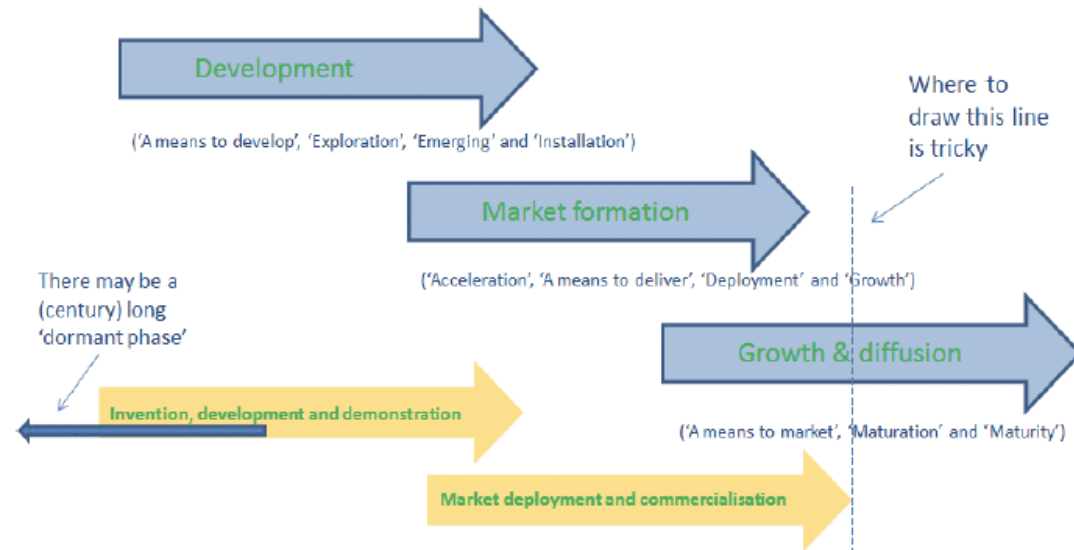 Development
('A means to develop', 'Exploration', 'Emerging' and 'Installation')
Where to
draw this line
is tricky
Market formation
('Acceleration', 'A means to deliver', 'Deployment' and 'Growth')
There may be a
(century) long
'dormant phase'
Growth & diffusion
Invention, development and demonstration
('A means to market', 'Maturation' and 'Maturity')
Market deployment and commercialisation